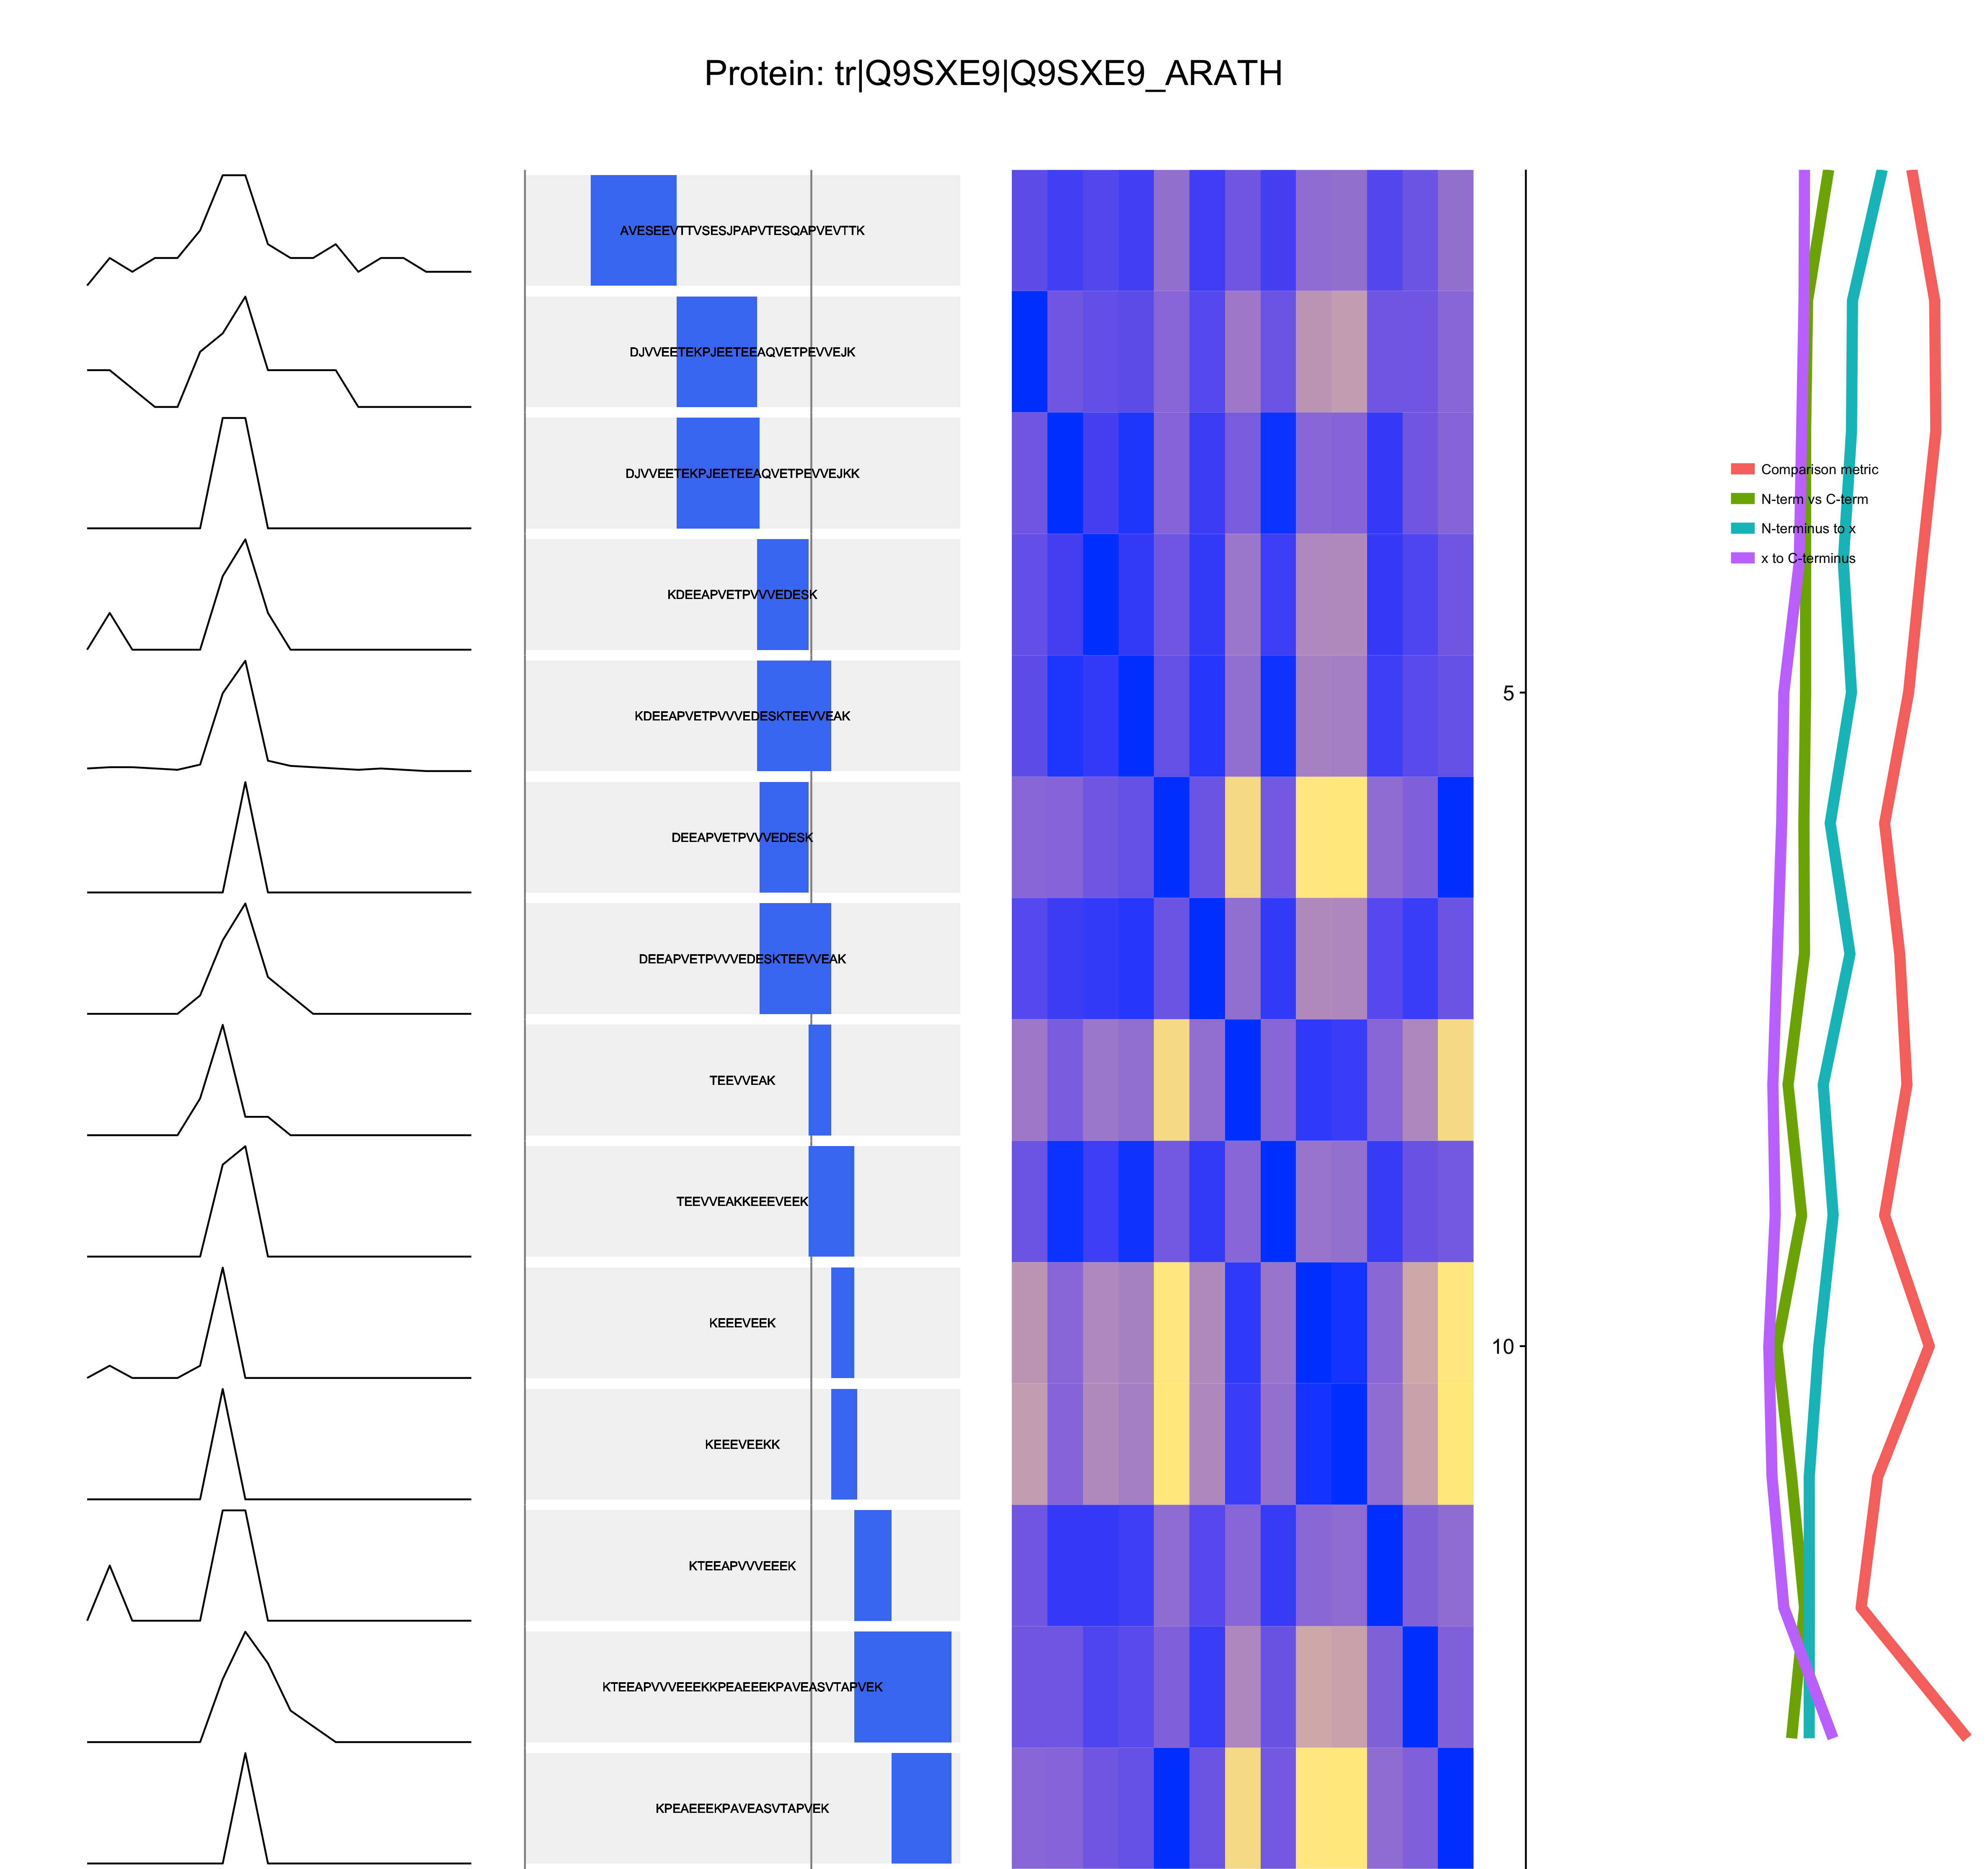 Protein: tr|Q9SXE9|Q9SXE9_ARATH
AVESEEVTTVSESJPAPVTESQAPVEVTTK
DJVVEETEKPJEETEEAQVETPEVVEJK
DJVVEETEKPJEETEEAQVETPEVVEJKK
KDEEAPVETPVVVEDESK
KDEEAPVETPVVVEDESKTEEVVEAK
DEEAPVETPVVVEDESK
DEEAPVETPVVVEDESKTEEVVEAK
TEEVVEAK
TEEVVEAKKEEEVEEK
KEEEVEEK
KEEEVEEKK
KTEEAPVVVEEEK
KTEEAPVVVEEEKKPEAEEEKPAVEASVTAPVEK
KPEAEEEKPAVEASVTAPVEK
5
10
Comparison metric
N-term vs C-term
N-terminus to x
x to C-terminus